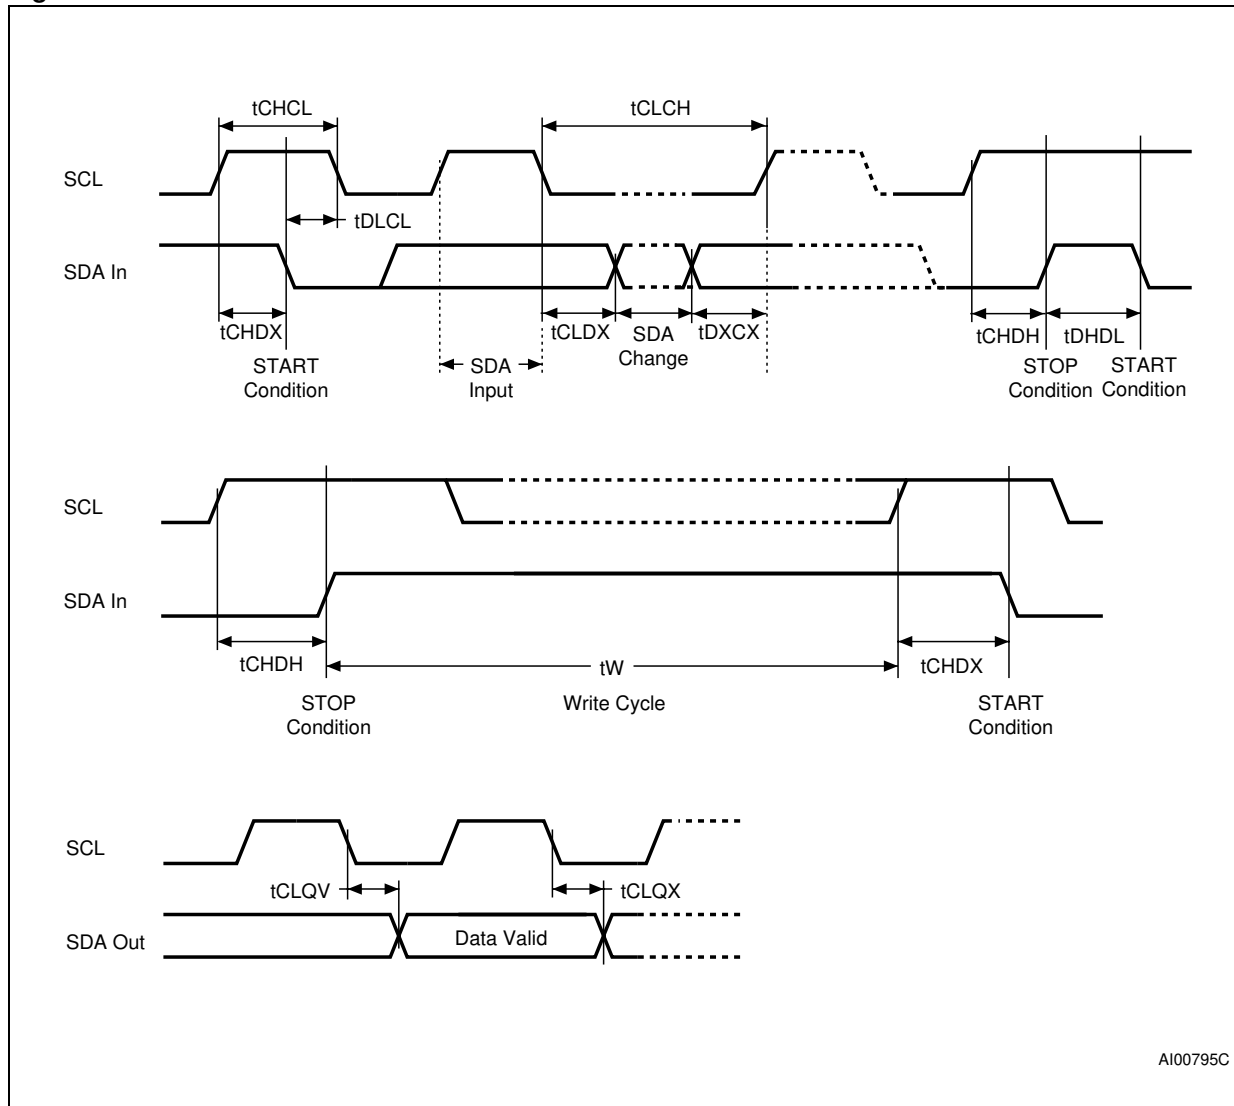 tCHCL
tCLCH
SCL
tDLCL
SDA In
tCHDX
tCLDX
SDA
Change
tDXCX
tCHDH
tDHDL
START
Condition
SDA
Input
STOP
Condition
START
Condition
SCL
SDA In
tCHDH
tW
tCHDX
STOP
Condition
Write Cycle
START
Condition
SCL
tCLQV
tCLQX
SDA Out
Data Valid
AI00795C